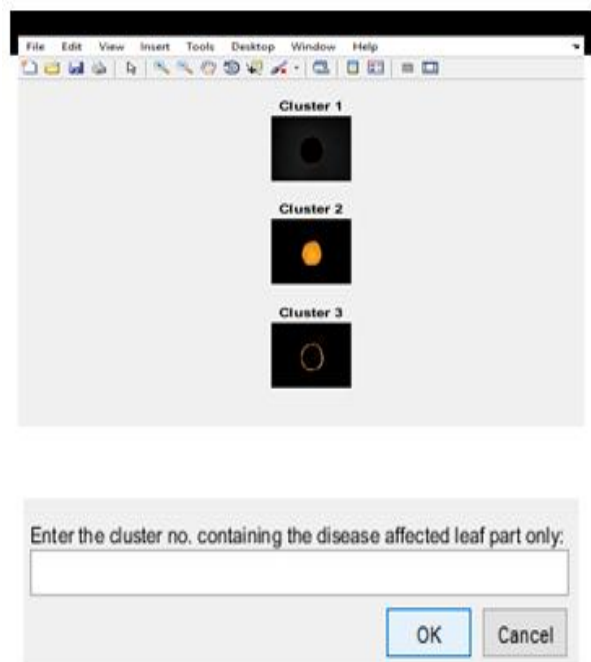 File Edit View Insert Tools Desktop Window Help
Cluster 1
Cluster 2
Cluster 3
Enter the cluster no. containing the disease affected leaf part only:
OK Cancel